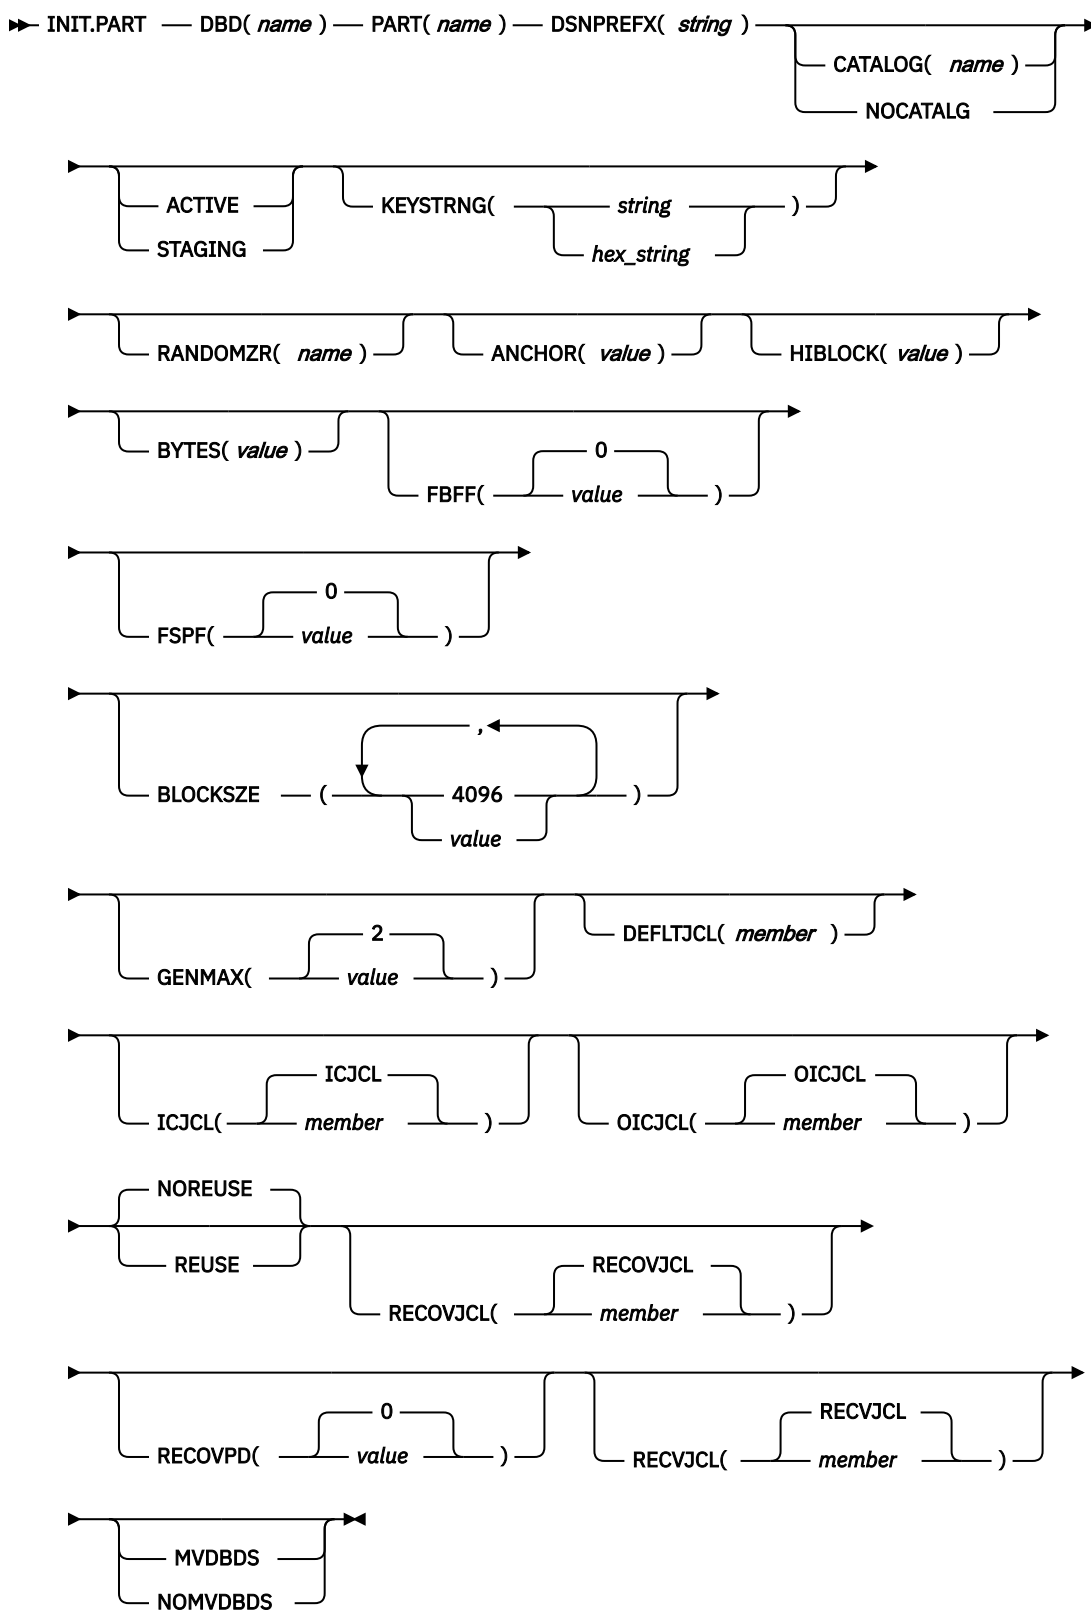 INIT.PART DBD( name ) PART( name ) DSNPREFX( string )
CATALOG( name )
NOCATALG
ACTIVE
STAGING
KEYSTRNG( string )
hex_string
RANDOMZR( name ) ANCHOR( value ) HIBLOCK( value )
BYTES( value )
0
FBFF( value )
0
FSPF( value )
,
BLOCKSZE ( 4096 )
value
2
GENMAX( value )
DEFLTJCL( member )
ICJCL
ICJCL( member )
OICJCL
OICJCL( member )
NOREUSE
REUSE
RECOVJCL
RECOVJCL( member )
0
RECOVPD( value )
RECVJCL
RECVJCL( member )
MVDBDS
NOMVDBDS